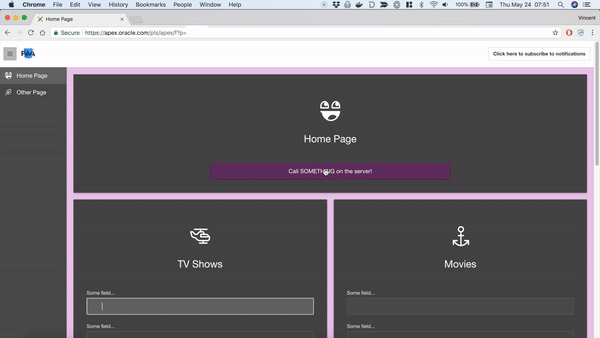 Chrome File Edit View History Bookmarks People Window Help
100% Thu May 24 07:51
Home Page
Vincent
Secure https://apex.oracle.com/pls/apex/f?p=
Click here to subscribe to notifications
Home Page
Other Page
Home Page
Call SOMETHING on the server!
TV Shows
Movies
Some field...
Some field...
Some field...
Some field...